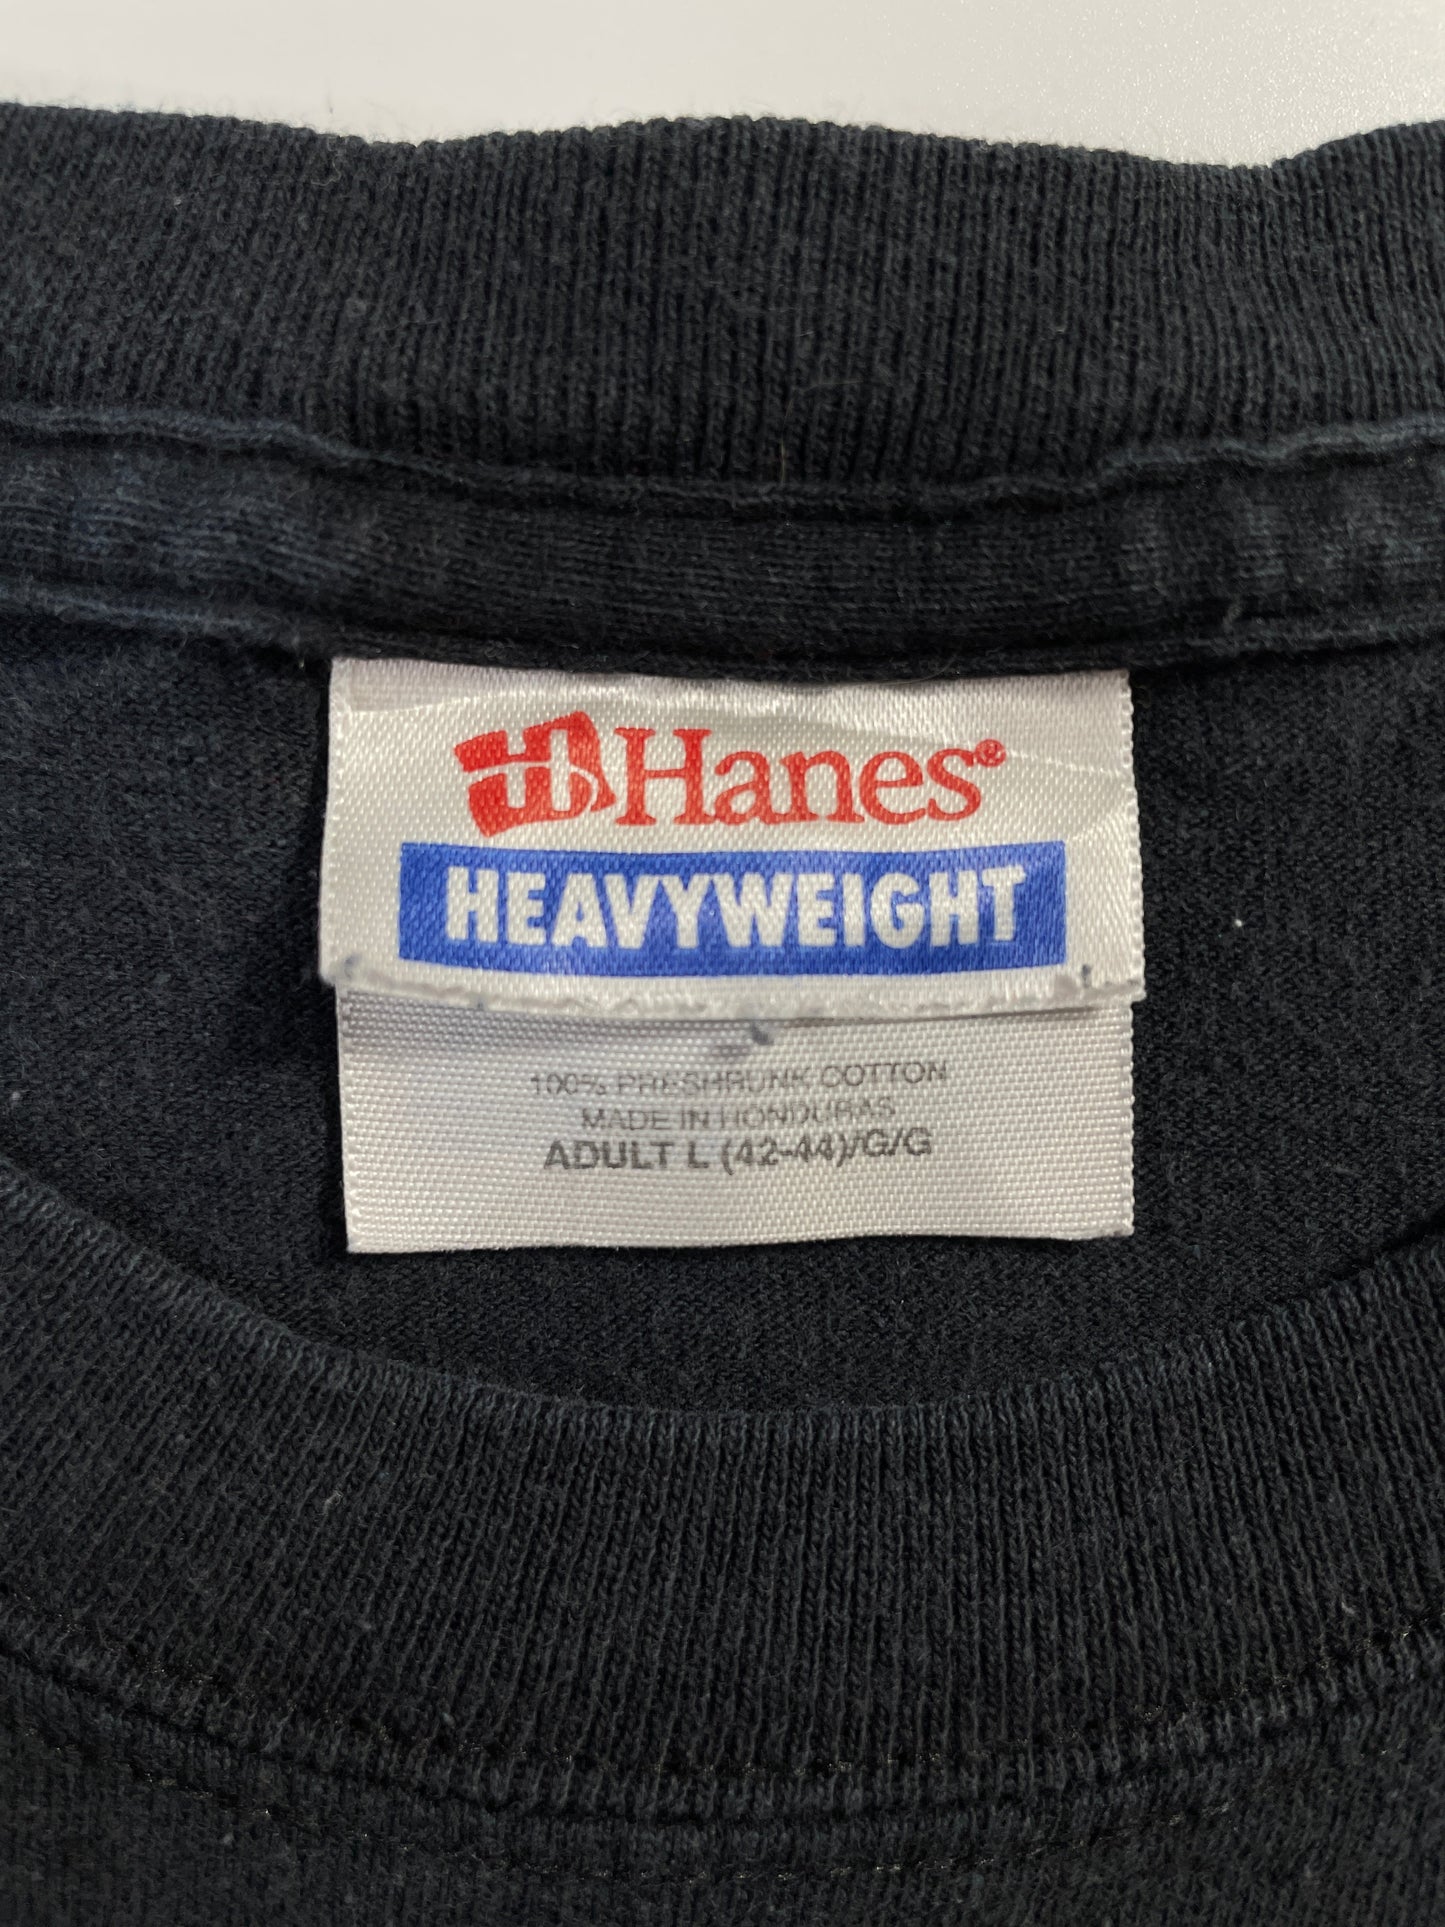 Hanes®
HEAVYWEIGHT
100% PRESHRUNK COTTON
MADE IN HONDURAS
ADULT L (42-44)/G/G